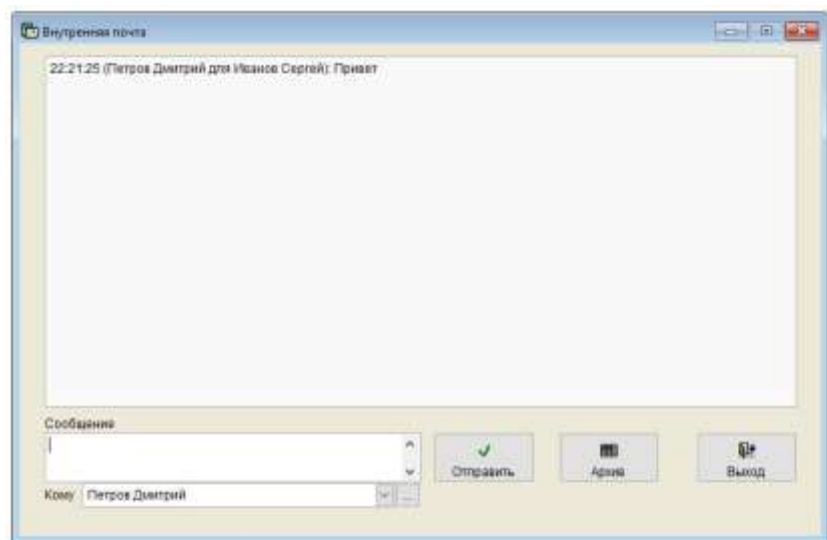 Внутренняя почта
22:21:25 (Петров Дмитрий для Иванов Сергей): Привет
Сообщение
Отправить
Архив
Выход
Кому Петров Дмитрий
...